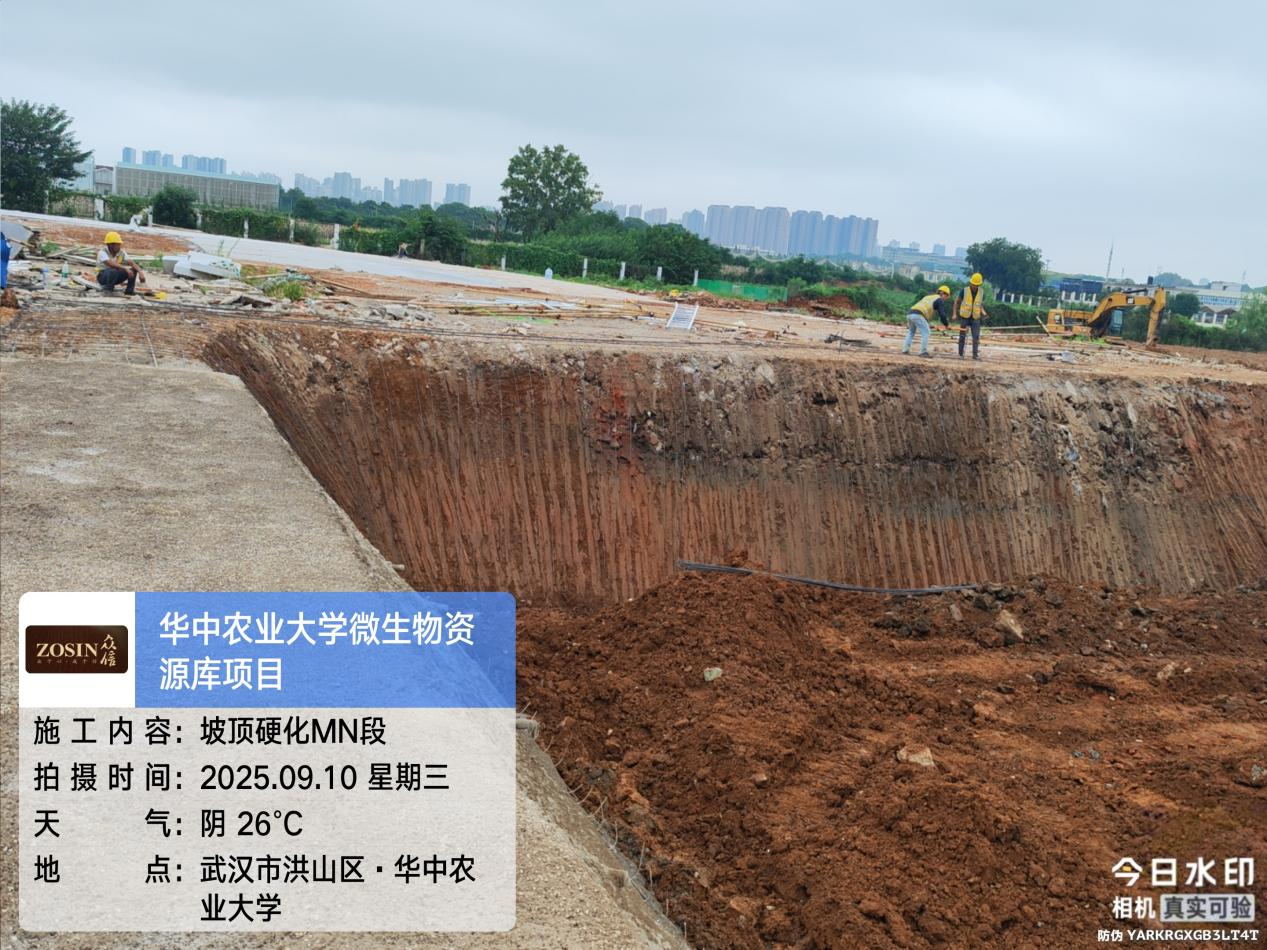 ZOSIN 众信
华中农业大学微生物资
源库项目
施工内容：坡顶硬化MN段
拍摄时间：2025.09.10 星期三
天气：阴 26℃
地点：武汉市洪山区·华中农
业大学
今日水印
相机 真实可验
防伪 YARKRGXGB3LT4T